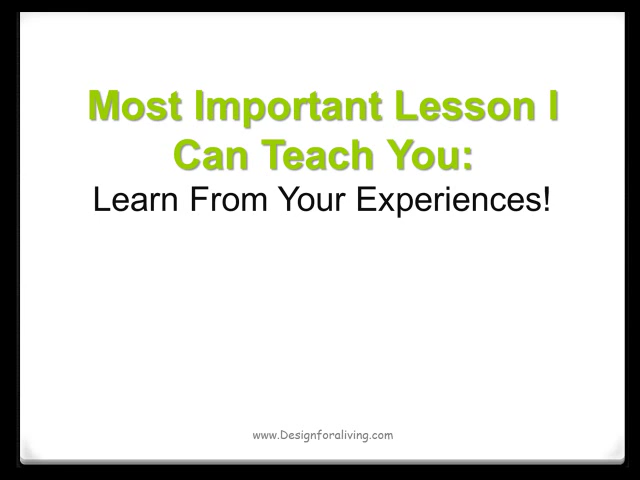 Most Important Lesson I
Can Teach You:
Learn From Your Experiences!
www.Designforaliving.com